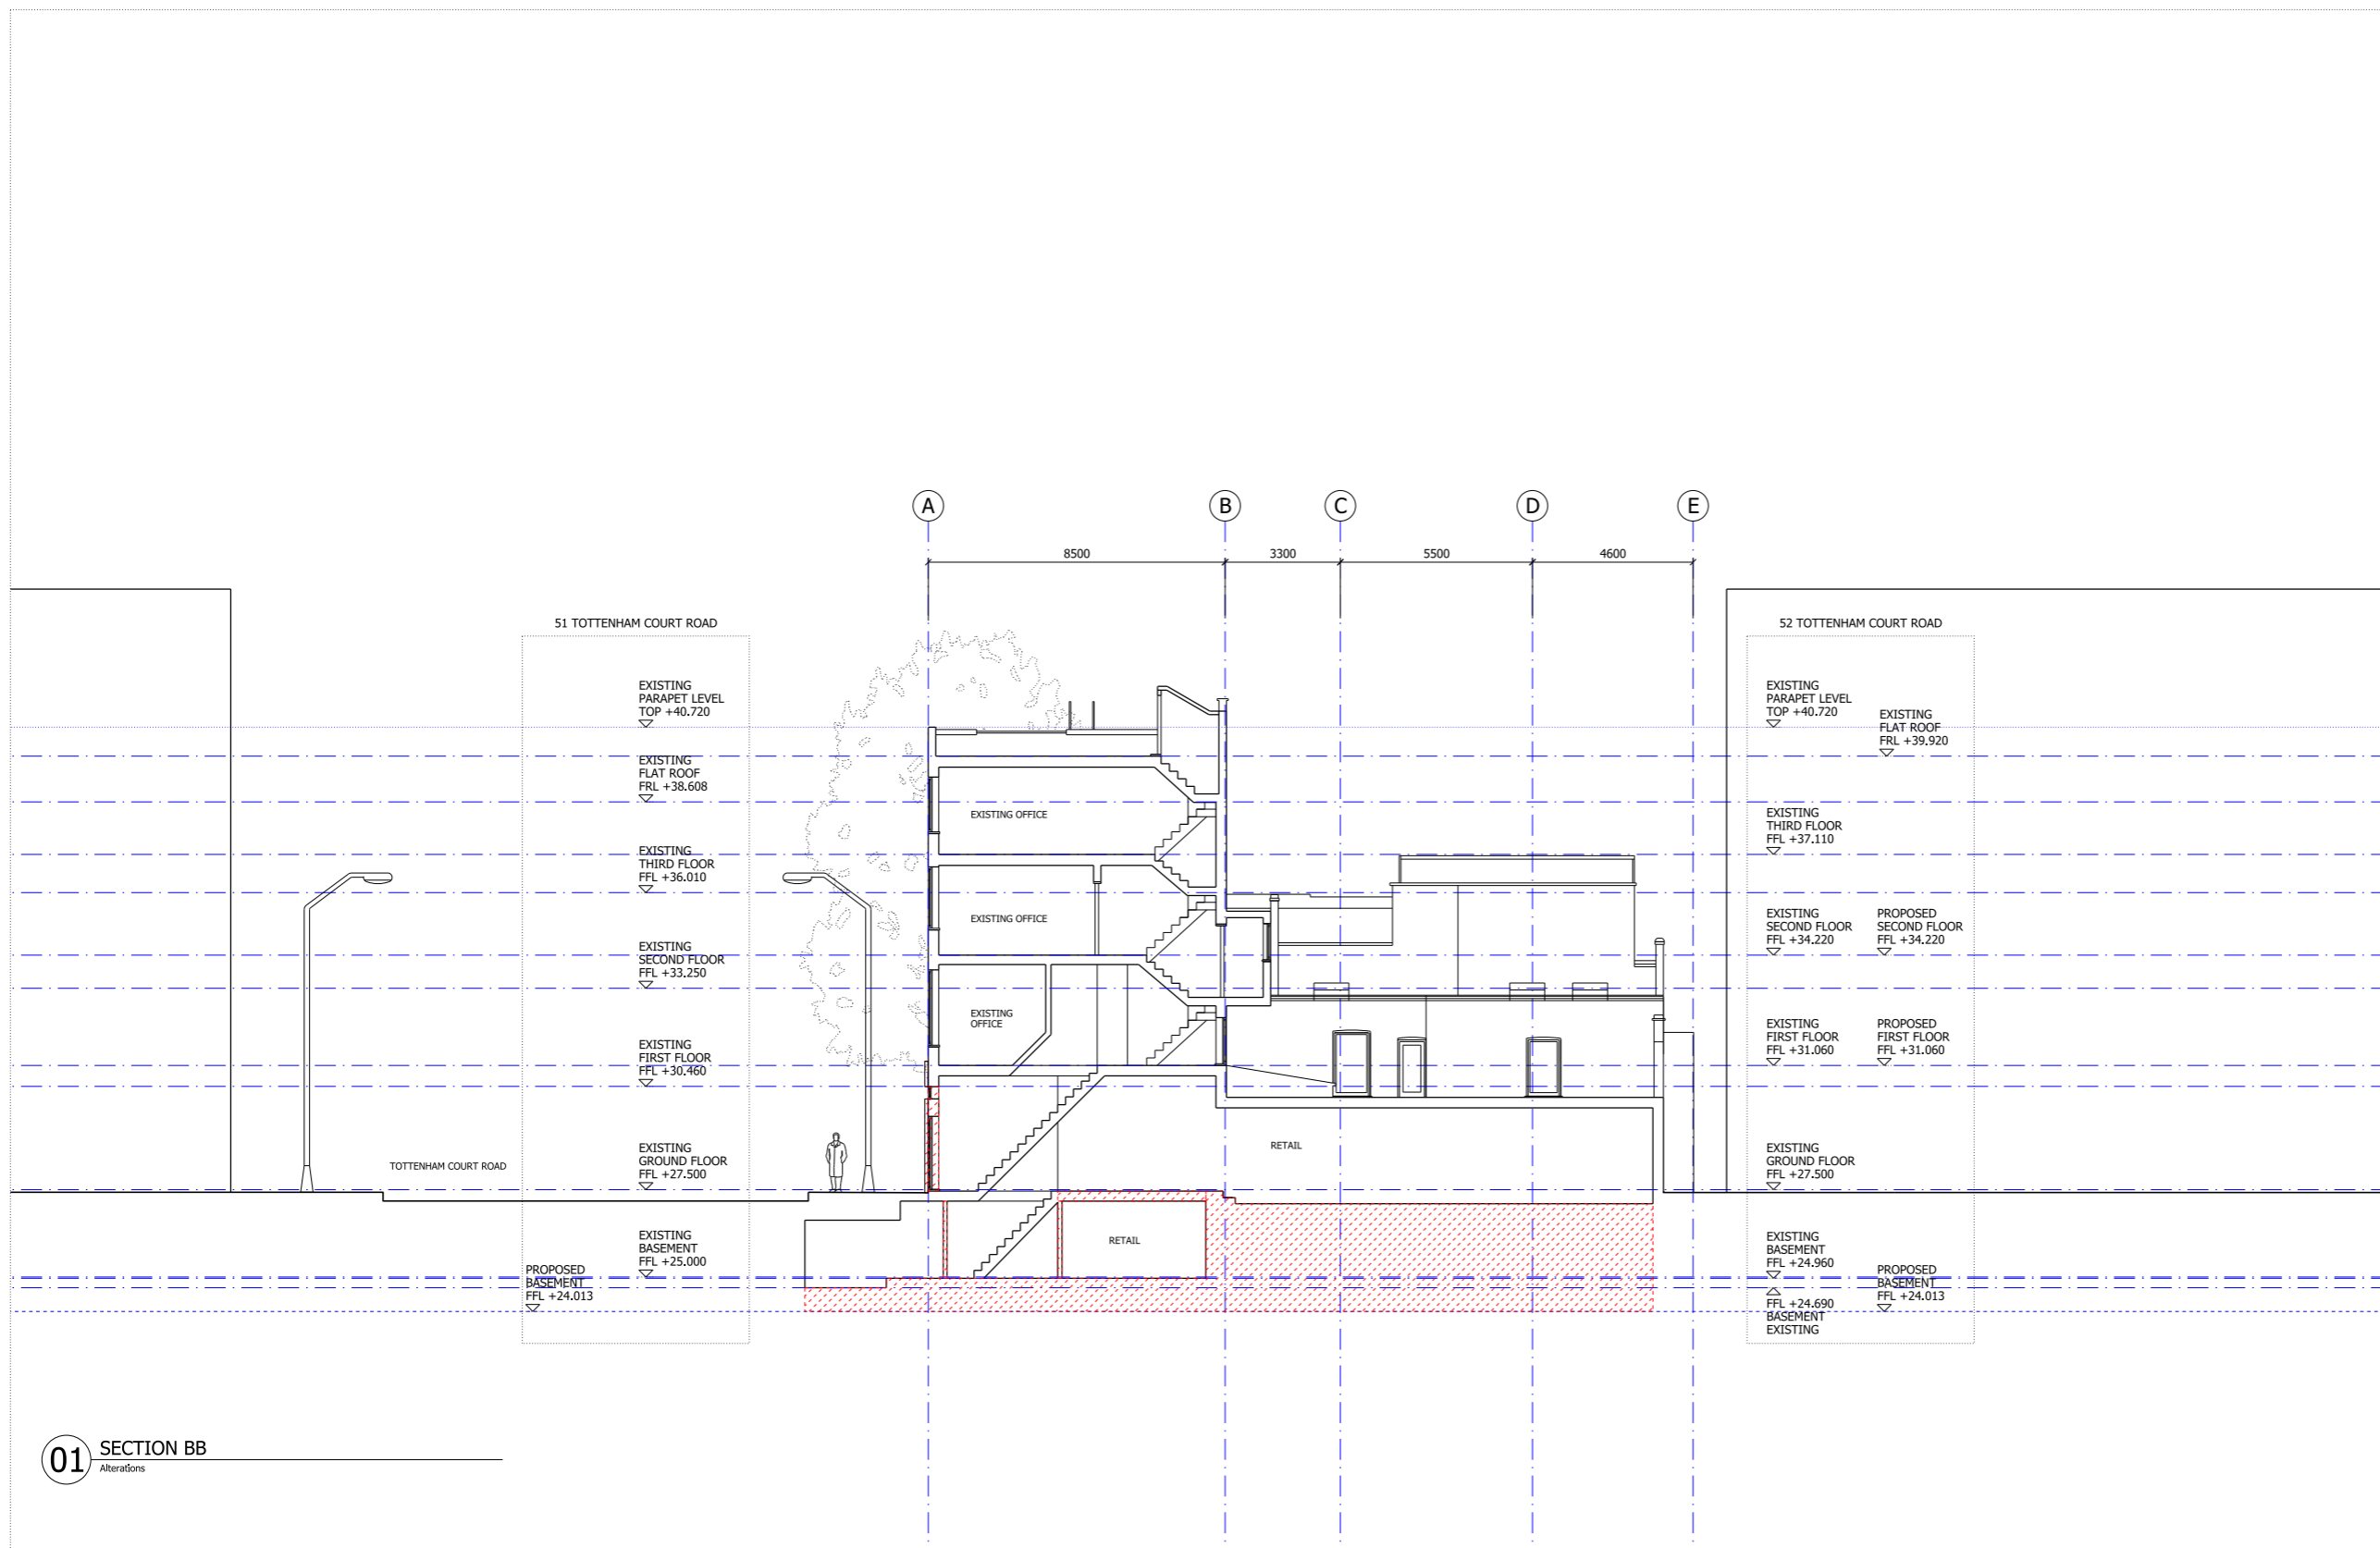 A
B
C
D
E
8500
3300
5500
4600
51 TOTTENHAM COURT ROAD
EXISTING
PARAPET LEVEL
TOP +40.720
EXISTING
FLAT ROOF
FRL +38.608
EXISTING
THIRD FLOOR
FFL +36.010
EXISTING
SECOND FLOOR
FFL +33.250
EXISTING
FIRST FLOOR
FFL +30.460
EXISTING
GROUND FLOOR
FFL +27.500
EXISTING
BASEMENT
FFL +25.000
PROPOSED
BASEMENT
FFL +24.013
TOTTENHAM COURT ROAD
EXISTING OFFICE
EXISTING OFFICE
EXISTING
OFFICE
RETAIL
RETAIL
52 TOTTENHAM COURT ROAD
EXISTING
PARAPET LEVEL
TOP +40.720
EXISTING
FLAT ROOF
FRL +39.920
EXISTING
THIRD FLOOR
FFL +37.110
EXISTING
SECOND FLOOR
FFL +34.220
PROPOSED
SECOND FLOOR
FFL +34.220
EXISTING
FIRST FLOOR
FFL +31.060
PROPOSED
FIRST FLOOR
FFL +31.060
EXISTING
GROUND FLOOR
FFL +27.500
EXISTING
BASEMENT
FFL +24.960
PROPOSED
BASEMENT
FFL +24.013
FFL +24.690
BASEMENT
EXISTING
01
SECTION BB
Alterations